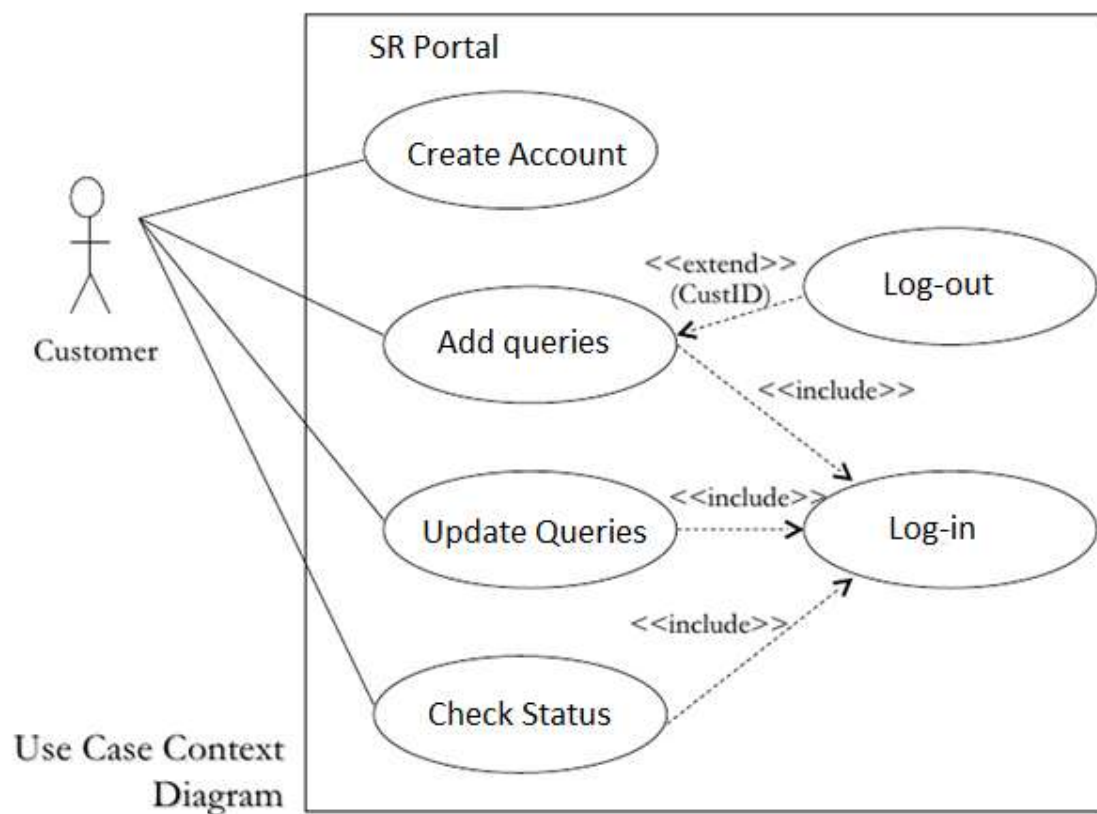 SR Portal
Create Account
<<extend>>
(CustID)
Log-out
Add queries
Customer
<<include>>
<<include>>
Update Queries
Log-in
<<include>>
Check Status
Use Case Context
Diagram